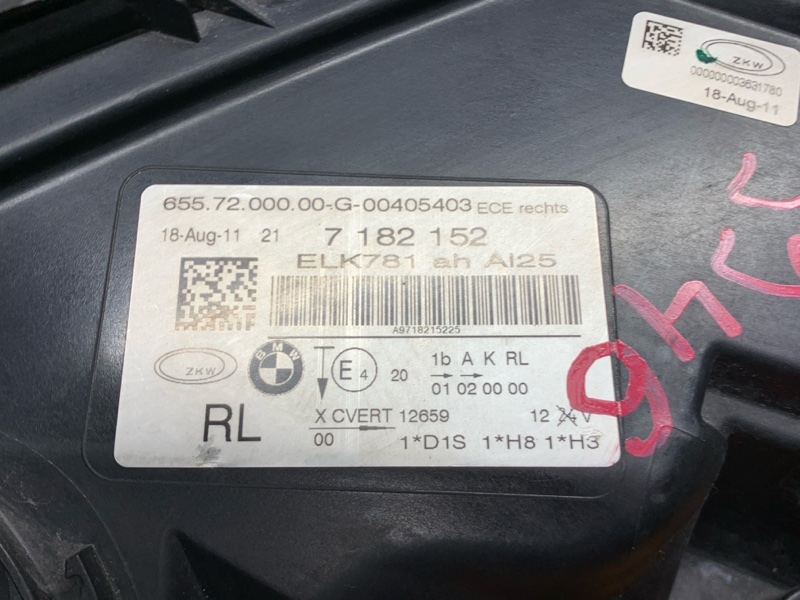 ZKW
000000003631780
18-Aug-11
655.72.000.00-G-00405403 ECE rechts
18-Aug-11 21 7 182 152
ELK781 ah AI25
A9718215225
ZKW BMW E4 20 1b A K RL
01 02 00 00
RL X CVERT 12659 12 24 V
00 1*D1S 1*H8 1*H3